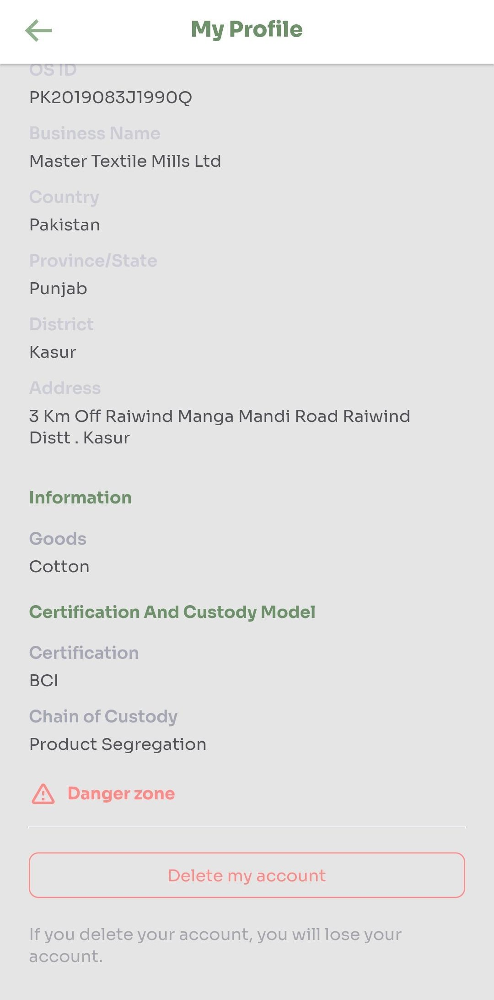 My Profile
OS ID
PK2019083J1990Q
Business Name
Master Textile Mills Ltd
Country
Pakistan
Province/State
Punjab
District
Kasur
Address
3 Km Off Raiwind Manga Mandi Road Raiwind
Distt . Kasur
Information
Goods
Cotton
Certification And Custody Model
Certification
BCI
Chain of Custody
Product Segregation
Danger zone
Delete my account
If you delete your account, you will lose your
account.